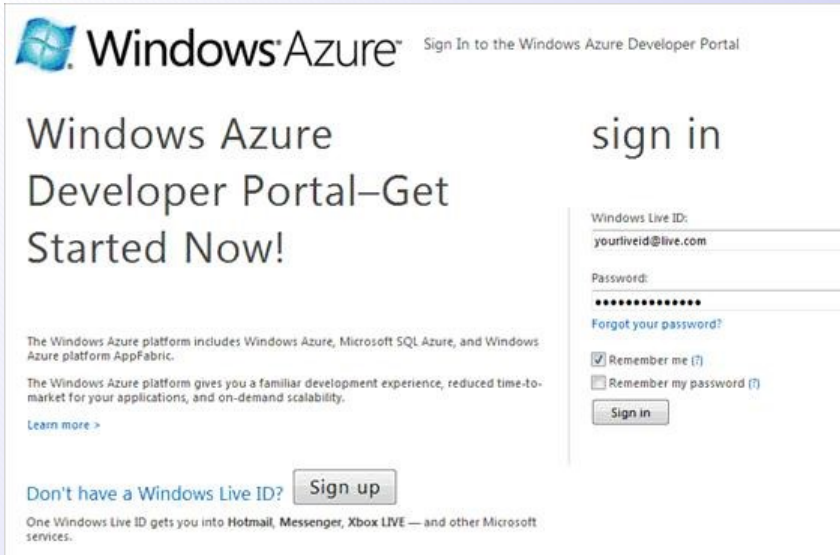 Windows Azure™ Sign In to the Windows Azure Developer Portal
Windows Azure
Developer Portal–Get
Started Now!
The Windows Azure platform includes Windows Azure, Microsoft SQL Azure, and Windows
Azure platform AppFabric.
The Windows Azure platform gives you a familiar development experience, reduced time-to-
market for your applications, and on-demand scalability.
Learn more >
Don't have a Windows Live ID? Sign up
One Windows Live ID gets you into Hotmail, Messenger, Xbox LIVE — and other Microsoft
services.
sign in
Windows Live ID:
yourliveid@live.com
Password:
••••••••••••••
Forgot your password?
Remember me (?)
Remember my password (?)
Sign in